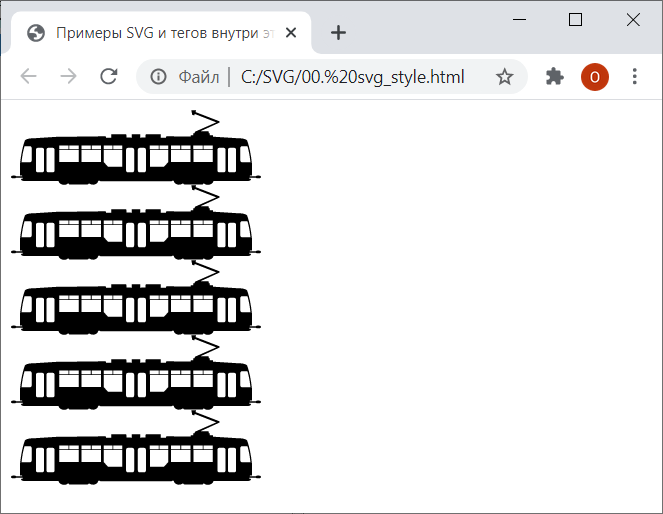 Примеры SVG и тегов внутри эт
Файл | C:/SVG/00.%20svg_style.html
О